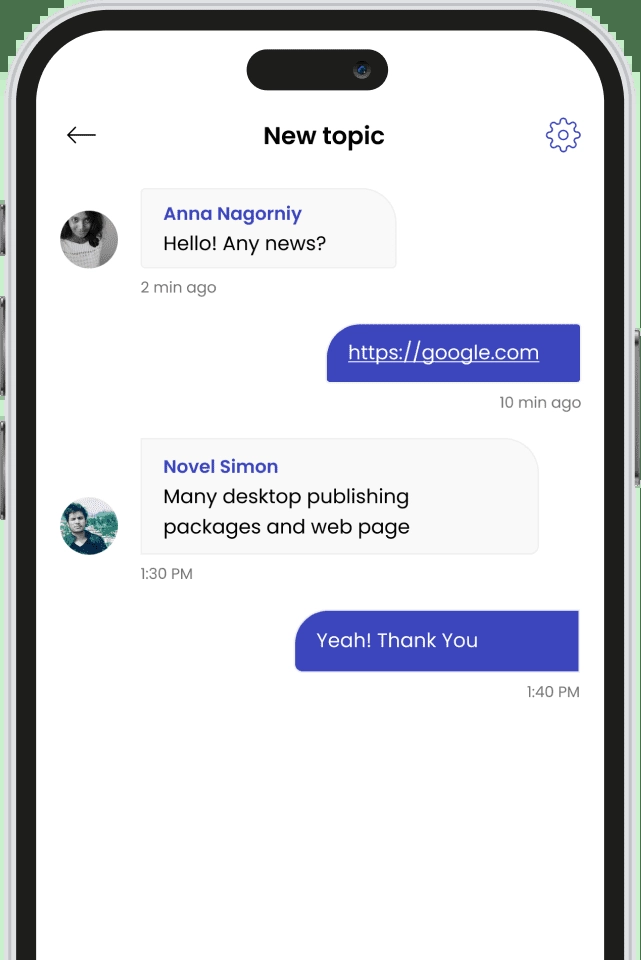 New topic
Anna Nagorniy
Hello! Any news?
2 min ago
https://google.com
10 min ago
Novel Simon
Many desktop publishing
packages and web page
1:30 PM
Yeah! Thank You
1:40 PM